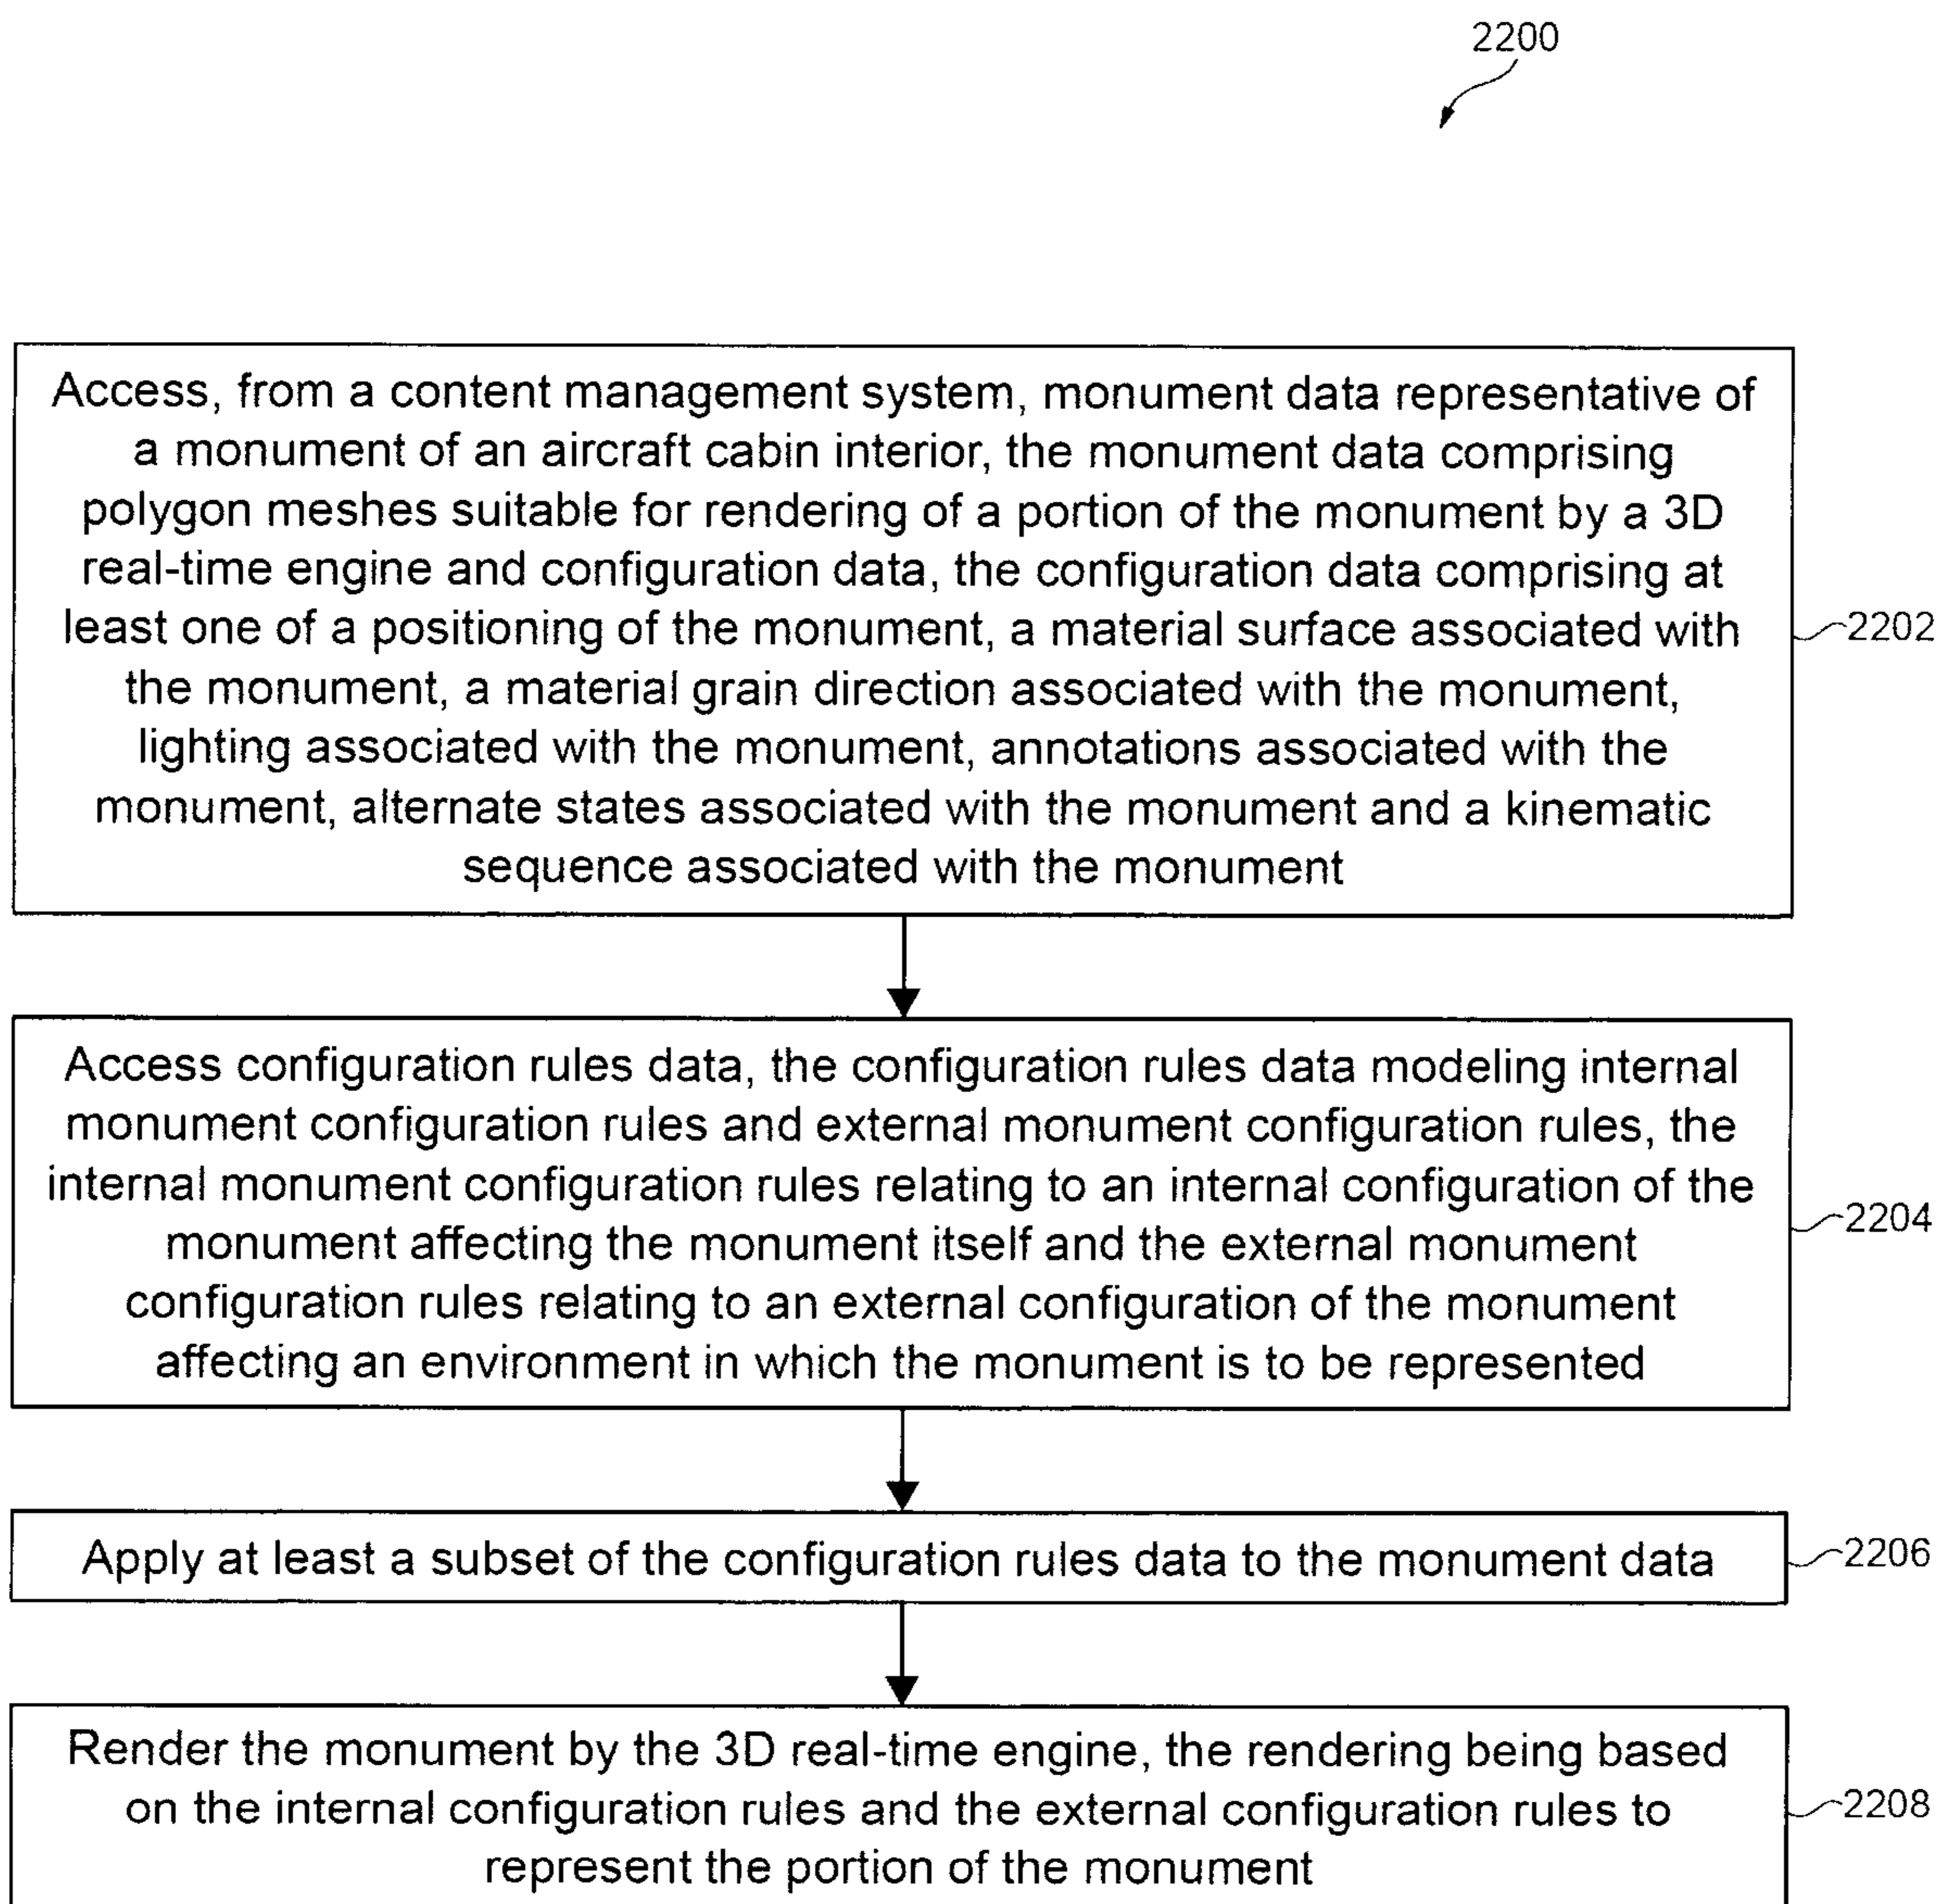 2200
Access, from a content management system, monument data representative of
a monument of an aircraft cabin interior, the monument data comprising
polygon meshes suitable for rendering of a portion of the monument by a 3D
real-time engine and configuration data, the configuration data comprising at
least one of a positioning of the monument, a material surface associated with
the monument, a material grain direction associated with the monument,
lighting associated with the monument, annotations associated with the
monument, alternate states associated with the monument and a kinematic
sequence associated with the monument
2202
Access configuration rules data, the configuration rules data modeling internal
monument configuration rules and external monument configuration rules, the
internal monument configuration rules relating to an internal configuration of the
monument affecting the monument itself and the external monument
configuration rules relating to an external configuration of the monument
affecting an environment in which the monument is to be represented
2204
Apply at least a subset of the configuration rules data to the monument data
2206
Render the monument by the 3D real-time engine, the rendering being based
on the internal configuration rules and the external configuration rules to
represent the portion of the monument
2208